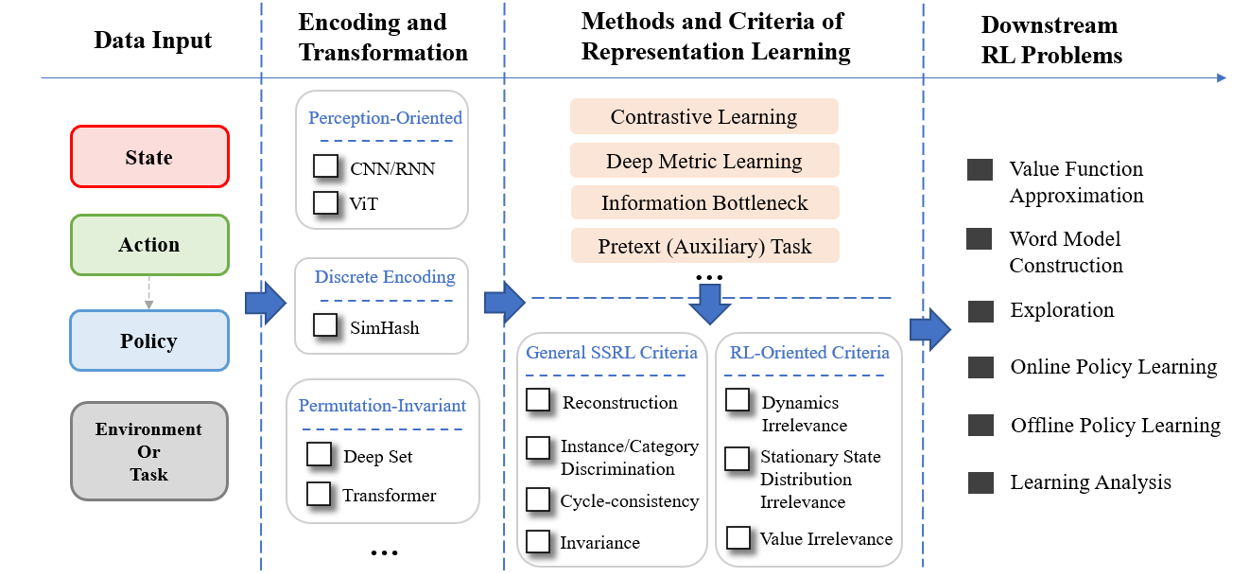 Data Input
Encoding and
Transformation
Methods and Criteria of
Representation Learning
Downstream
RL Problems
State
Action
Policy
Environment
Or
Task
Perception-Oriented
CNN/RNN
ViT
Discrete Encoding
SimHash
Permutation-Invariant
Deep Set
Transformer
...
Contrastive Learning
Deep Metric Learning
Information Bottleneck
Pretext (Auxiliary) Task
...
General SSRL Criteria
Reconstruction
Instance/Category
Discrimination
Cycle-consistency
Invariance
RL-Oriented Criteria
Dynamics
Irrelevance
Stationary State
Distribution
Irrelevance
Value Irrelevance
Value Function
Approximation
Word Model
Construction
Exploration
Online Policy Learning
Offline Policy Learning
Learning Analysis